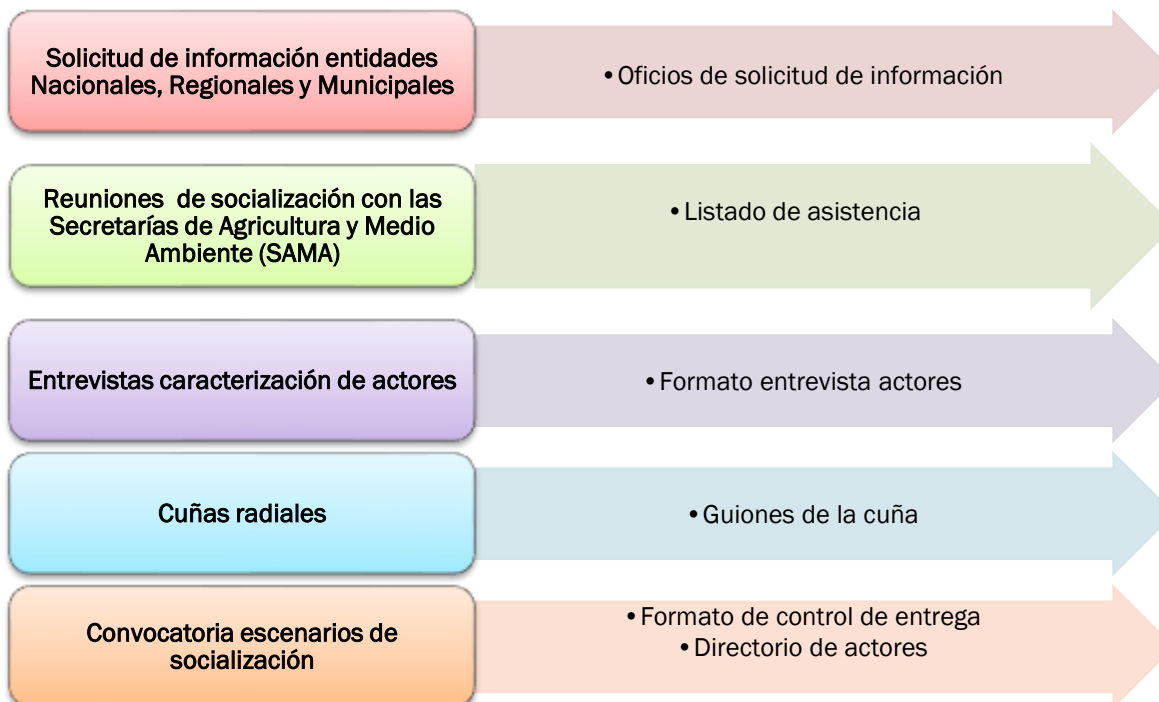 Solicitud de información entidades
Nacionales, Regionales y Municipales
•Oficios de solicitud de información
Reuniones de socialización con las
Secretarías de Agricultura y Medio
Ambiente (SAMA)
•Listado de asistencia
Entrevistas caracterización de actores
•Formato entrevista actores
Cuñas radiales
•Guiones de la cuña
Convocatoria escenarios de
socialización
•Formato de control de entrega
•Directorio de actores